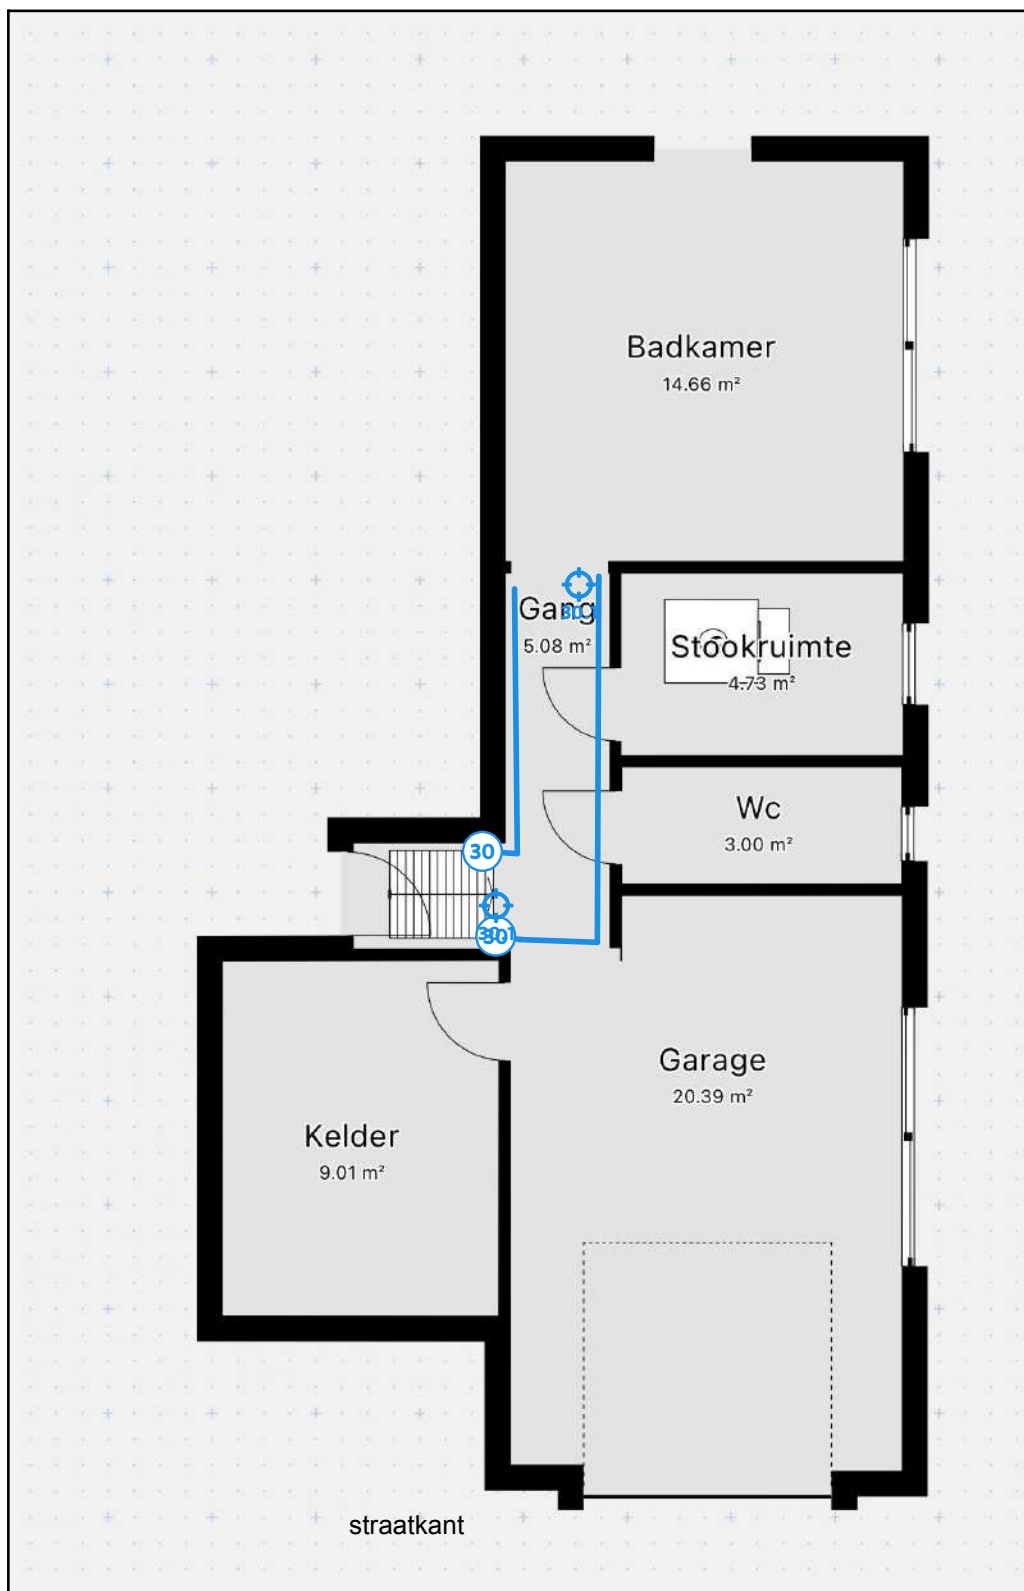 Badkamer
14.66 m²
Gang
30
5.08 m²
Stookruimte
4.73 m²
Wc
3.00 m²
30
30
Garage
20.39 m²
Kelder
9.01 m²
straatkant